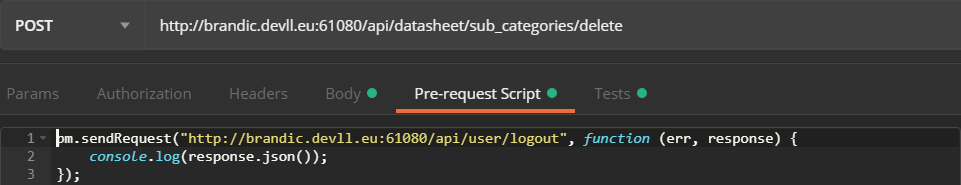 POST http://brandic.devll.eu:61080/api/datasheet/sub_categories/delete
Params Authorization Headers Body Pre-request Script Tests
1 pm.sendRequest("http://brandic.devll.eu:61080/api/user/logout", function (err, response) {
2     console.log(response.json());
3 });